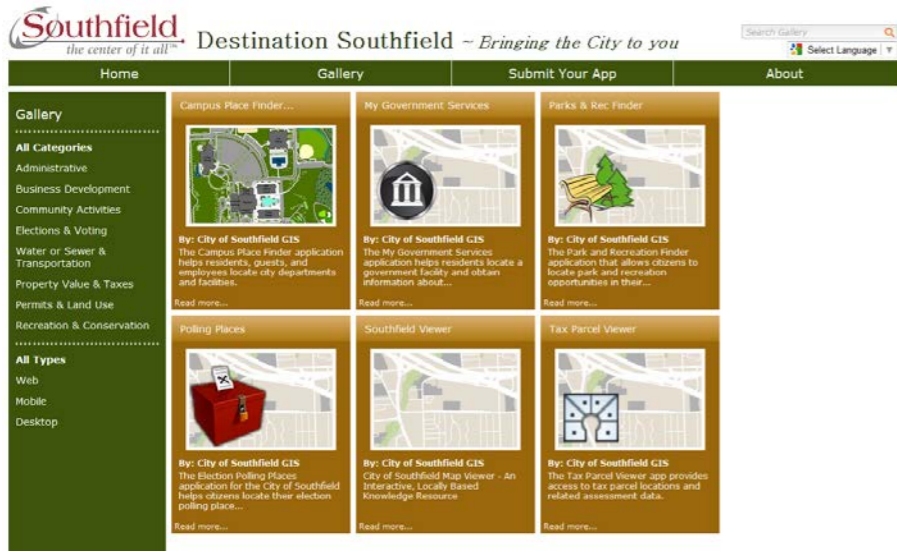 Southfield
the center of it all™
Destination Southfield ~ Bringing the City to you
Search Gallery
Select Language
Home
Gallery
Submit Your App
About
Gallery
All Categories
Administrative
Business Development
Community Activities
Elections & Voting
Water or Sewer &
Transportation
Property Value & Taxes
Permits & Land Use
Recreation & Conservation
All Types
Web
Mobile
Desktop
Campus Place Finder...
By: City of Southfield GIS
The Campus Place Finder application
helps residents, guests, and
employees locate city departments
and facilities.
Read more...
My Government Services
By: City of Southfield GIS
The My Government Services
application helps residents locate a
government facility and obtain
information about...
Read more...
Parks & Rec Finder
By: City of Southfield GIS
The Park and Recreation Finder
application that allows citizens to
locate park and recreation
opportunities in their...
Read more...
Polling Places
By: City of Southfield GIS
The Election Polling Places
application for the City of Southfield
helps citizens locate their election
polling place...
Read more...
Southfield Viewer
By: City of Southfield GIS
City of Southfield Map Viewer - An
Interactive, Locally Based
Knowledge Resource
Read more...
Tax Parcel Viewer
By: City of Southfield GIS
The Tax Parcel Viewer app provides
access to tax parcel locations and
related assessment data.
Read more...